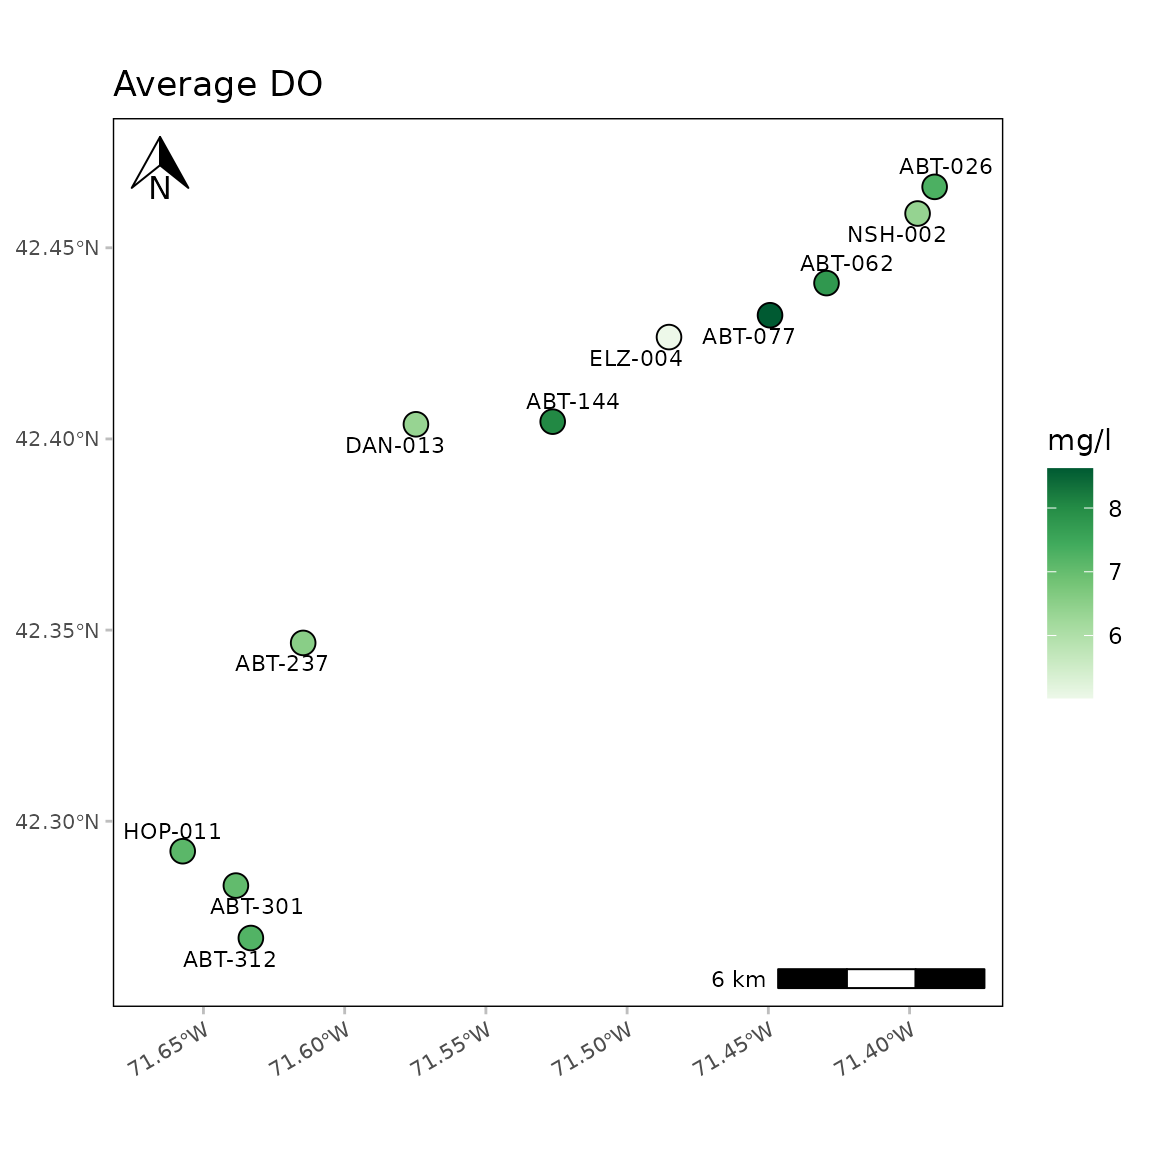 Average DO
N
ABT-026
NSH-002
ABT-062
ABT-077
ELZ-004
ABT-144
DAN-013
ABT-237
HOP-011
ABT-301
ABT-312
6 km
42.45°N
42.40°N
42.35°N
42.30°N
71.65°W
71.60°W
71.55°W
71.50°W
71.45°W
71.40°W
mg/l
8
7
6